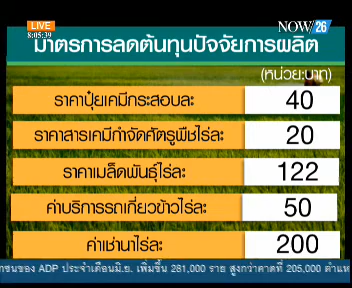 LIVE
8:05:39
NOW 26
มาตรการลดต้นทุนปัจจัยการผลิต
(หน่วย:บาท)
ราคาปุ๋ยเคมีกระสอบละ 40
ราคาสารเคมีกำจัดศัตรูพืชไร่ละ 20
ราคาเมล็ดพันธุ์ไร่ละ 122
ค่าบริการรถเกี่ยวข้าวไร่ละ 50
ค่าเช่านาไร่ละ 200
ของ ADP ประจำเดือนมิ.ย. เพิ่มขึ้น 281,000 ราย สูงกว่าคาดที่ 205,000